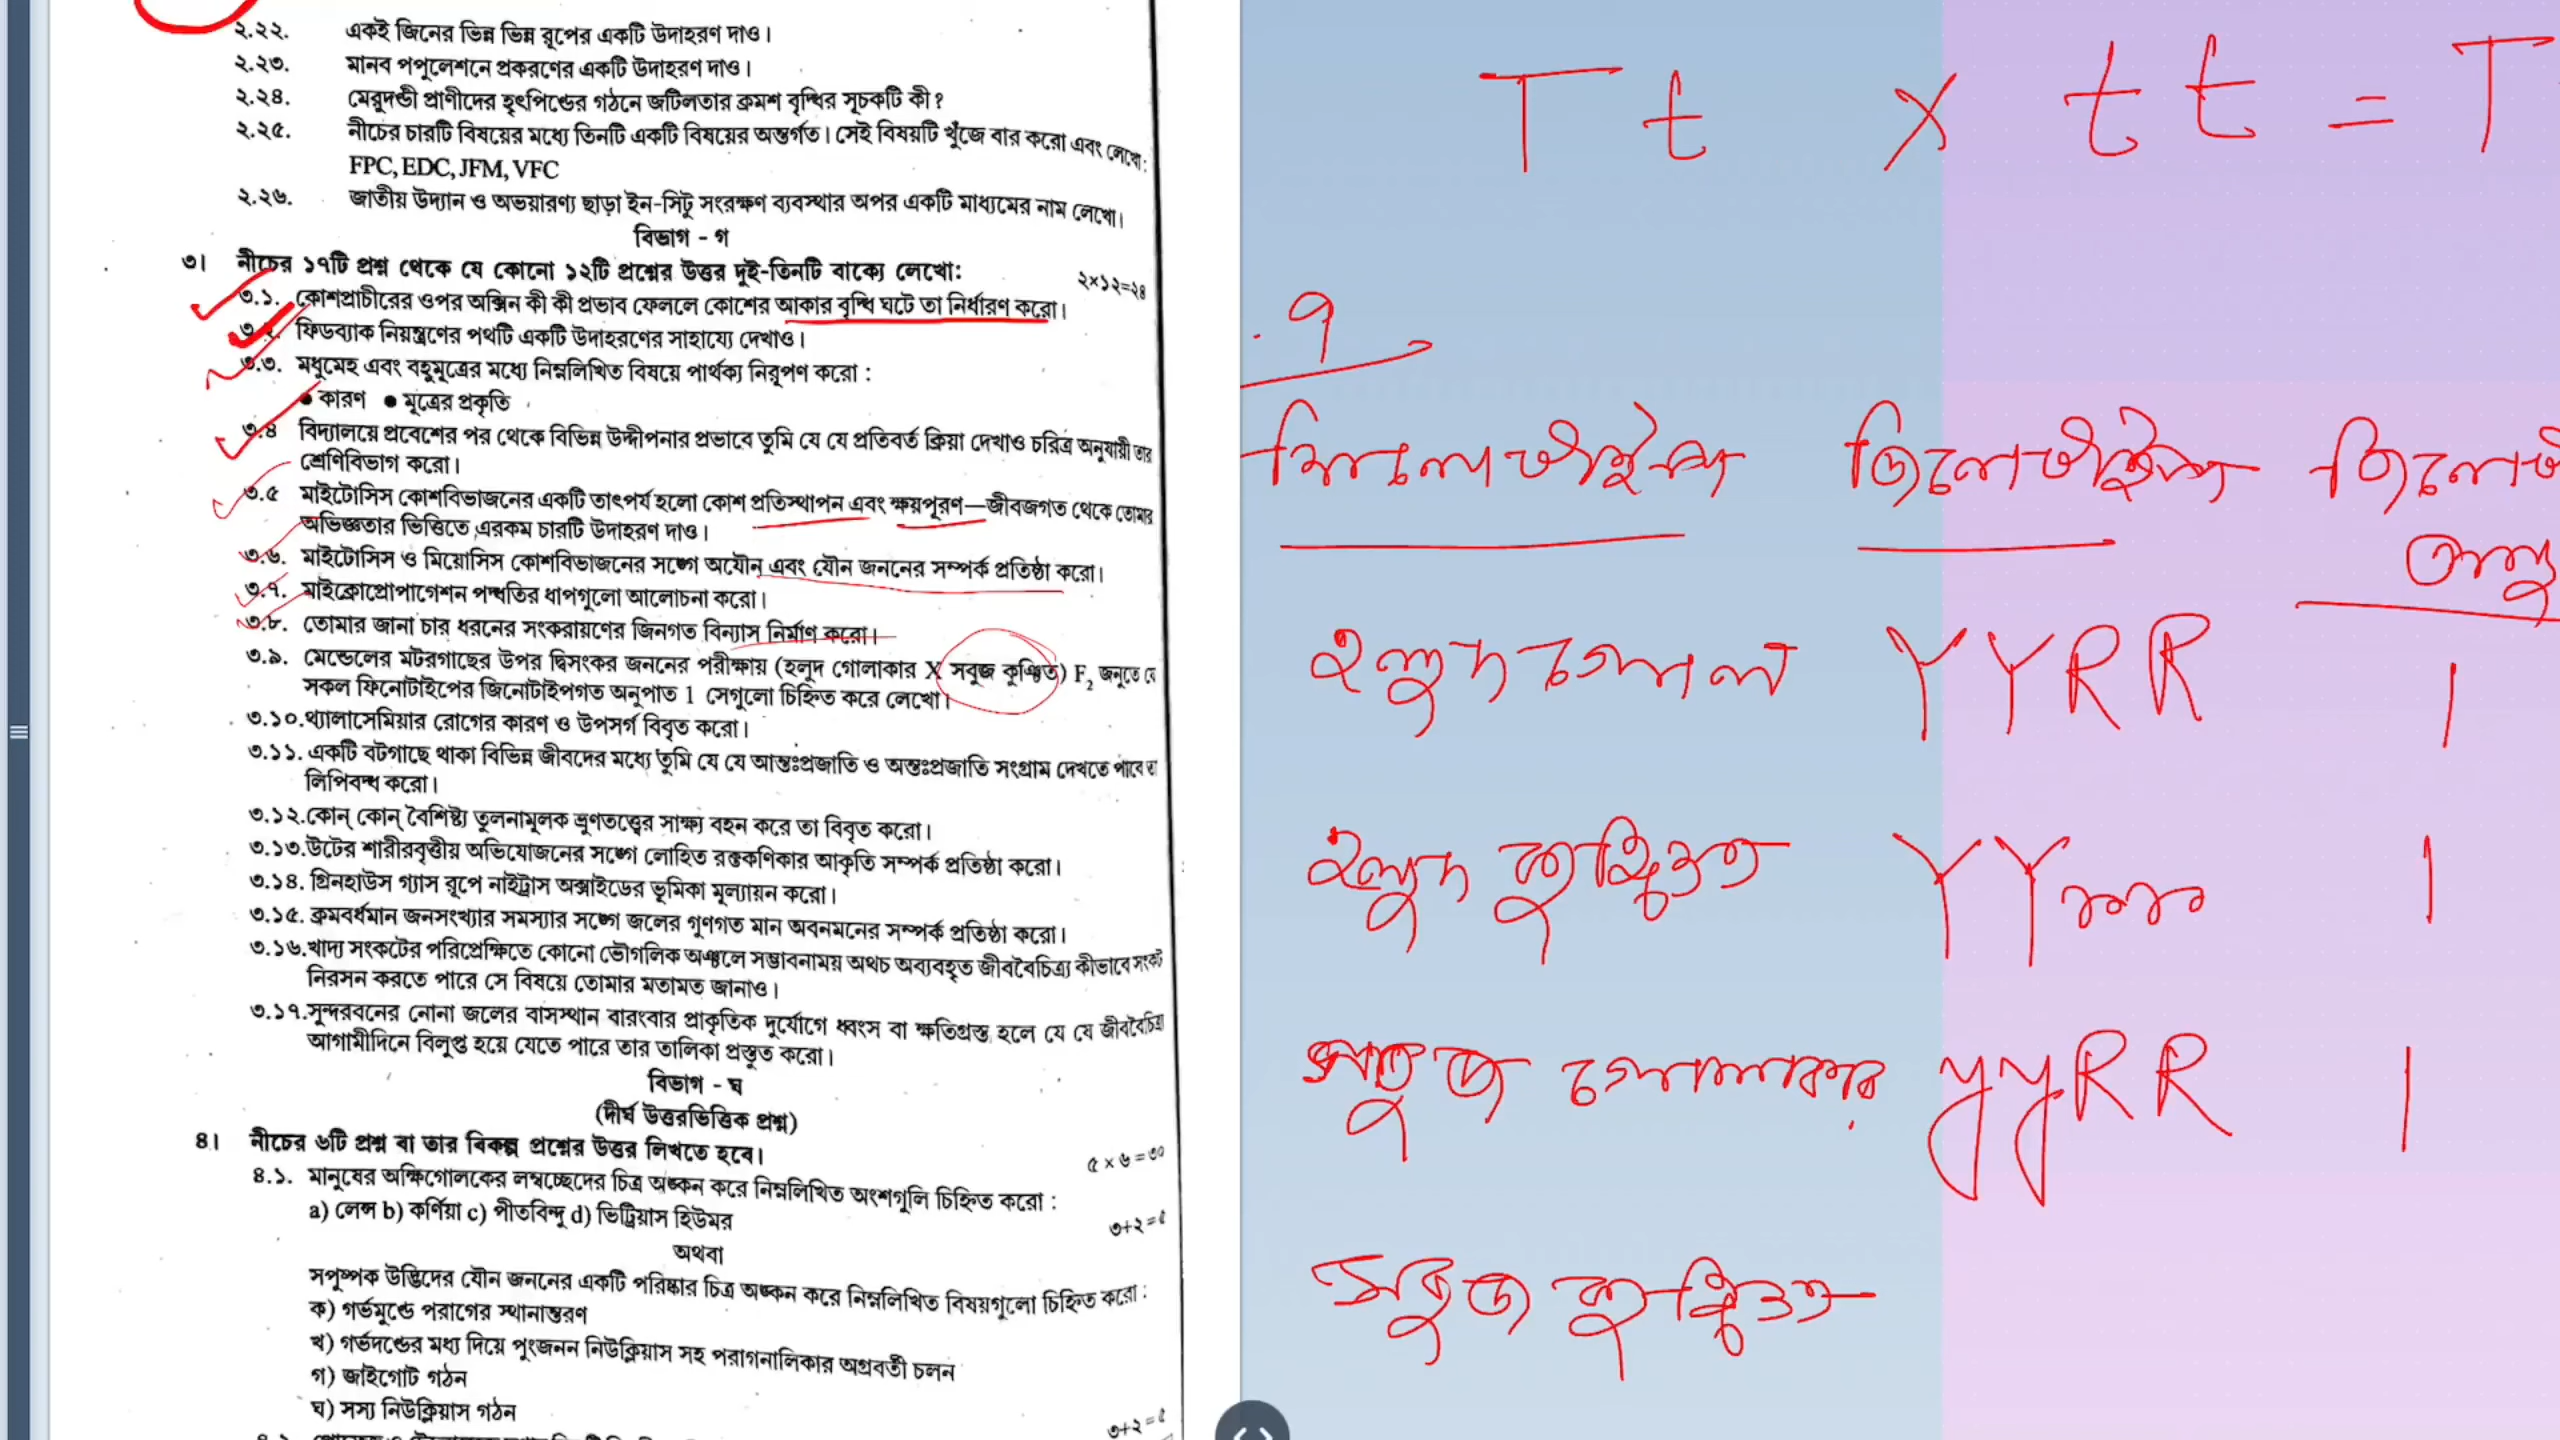 ২.২২. একই জিনের ভিন্ন ভিন্ন রূপের একটি উদাহরণ দাও।
২.২৩. মানব পপুলেশনে প্রকরণের একটি উদাহরণ দাও।
২.২৪. মেরুদণ্ডী প্রাণীদের হৃৎপিণ্ডের গঠনে জটিলতার ক্রমশ বৃদ্ধির সূচকটি কী?
২.২৫. নীচের চারটি বিষয়ের মধ্যে তিনটি একটি বিষয়ের অন্তর্গত। সেই বিষয়টি খুঁজে বার করো এবং লেখো:
FPC, EDC, JFM, VFC
২.২৬. জাতীয় উদ্যান ও অভয়ারণ্য ছাড়া ইন-সিটু সংরক্ষণ ব্যবস্থার অপর একটি মাধ্যমের নাম লেখো।
বিভাগ - গ
৩। নীচের ১৭টি প্রশ্ন থেকে যে কোনো ১২টি প্রশ্নের উত্তর দুই-তিনটি বাক্যে লেখো: ২×১২=২৪
৩.১. কোশপ্রাচীরের ওপর অক্সিন কী কী প্রভাব ফেললে কোশের আকার বৃদ্ধি ঘটে তা নির্ধারণ করো।
৩.২. ফিডব্যাক নিয়ন্ত্রণের পথটি একটি উদাহরণের সাহায্যে দেখাও।
৩.৩. মধুমেহ এবং বহুমূত্রের মধ্যে নিম্নলিখিত বিষয়ে পার্থক্য নিরূপণ করো :
● কারণ ● মূত্রের প্রকৃতি
৩.৪ বিদ্যালয়ে প্রবেশের পর থেকে বিভিন্ন উদ্দীপনার প্রভাবে তুমি যে যে প্রতিবর্ত ক্রিয়া দেখাও চরিত্র অনুযায়ী তার
শ্রেণিবিভাগ করো।
৩.৫ মাইটোসিস কোশবিভাজনের একটি তাৎপর্য হলো কোশ প্রতিস্থাপন এবং ক্ষয়পূরণ—জীবজগত থেকে তোমার
অভিজ্ঞতার ভিত্তিতে এরকম চারটি উদাহরণ দাও।
৩.৬. মাইটোসিস ও মিয়োসিস কোশবিভাজনের সঙ্গে অযৌন এবং যৌন জননের সম্পর্ক প্রতিষ্ঠা করো।
৩.৭. মাইক্রোপ্রোপাগেশন পদ্ধতির ধাপগুলো আলোচনা করো।
৩.৮. তোমার জানা চার ধরনের সংকরায়ণের জিনগত বিন্যাস নির্মাণ করো।
৩.৯. মেন্ডেলের মটরগাছের উপর দ্বিসংকর জননের পরীক্ষায় (হলুদ গোলাকার X সবুজ কুঞ্চিত) F₂ জনুতে যে
সকল ফিনোটাইপের জিনোটাইপগত অনুপাত 1 সেগুলো চিহ্নিত করে লেখো।
৩.১০. থ্যালাসেমিয়ার রোগের কারণ ও উপসর্গ বিবৃত করো।
৩.১১. একটি বটগাছে থাকা বিভিন্ন জীবদের মধ্যে তুমি যে যে আন্তঃপ্রজাতি ও অন্তঃপ্রজাতি সংগ্রাম দেখতে পাবে তা
লিপিবদ্ধ করো।
৩.১২. কোন্ কোন্ বৈশিষ্ট্য তুলনামূলক ভ্রুণতত্ত্বের সাক্ষ্য বহন করে তা বিবৃত করো।
৩.১৩. উটের শারীরবৃত্তীয় অভিযোজনের সঙ্গে লোহিত রক্তকণিকার আকৃতি সম্পর্ক প্রতিষ্ঠা করো।
৩.১৪. গ্রিনহাউস গ্যাস রূপে নাইট্রাস অক্সাইডের ভূমিকা মূল্যায়ন করো।
৩.১৫. ক্রমবর্ধমান জনসংখ্যার সমস্যার সঙ্গে জলের গুণগত মান অবনমনের সম্পর্ক প্রতিষ্ঠা করো।
৩.১৬. খাদ্য সংকটের পরিপ্রেক্ষিতে কোনো ভৌগলিক অঞ্চলে সম্ভাবনাময় অথচ অব্যবহৃত জীববৈচিত্র্য কীভাবে সংকট
নিরসন করতে পারে সে বিষয়ে তোমার মতামত জানাও।
৩.১৭. সুন্দরবনের নোনা জলের বাসস্থান বারংবার প্রাকৃতিক দুর্যোগে ধ্বংস বা ক্ষতিগ্রস্ত হলে যে যে জীববৈচিত্র্য
আগামীদিনে বিলুপ্ত হয়ে যেতে পারে তার তালিকা প্রস্তুত করো।
বিভাগ - ঘ
(দীর্ঘ উত্তরভিত্তিক প্রশ্ন)
৪। নীচের ৬টি প্রশ্ন বা তার বিকল্প প্রশ্নের উত্তর লিখতে হবে। ৫×৬=৩০
৪.১. মানুষের অক্ষিগোলকের লম্বচ্ছেদের চিত্র অঙ্কন করে নিম্নলিখিত অংশগুলি চিহ্নিত করো :
a) লেন্স b) কর্ণিয়া c) পীতবিন্দু d) ভিট্রিয়াস হিউমর ৩+২=৫
অথবা
সপুষ্পক উদ্ভিদের যৌন জননের একটি পরিষ্কার চিত্র অঙ্কন করে নিম্নলিখিত বিষয়গুলো চিহ্নিত করো :
ক) গর্ভমুণ্ডে পরাগের স্থানান্তরণ
খ) গর্ভদণ্ডের মধ্য দিয়ে পুংজনন নিউক্লিয়াস সহ পরাগনালিকার অগ্রবর্তী চলন
গ) জাইগোট গঠন
ঘ) সস্য নিউক্লিয়াস গঠন
৩+২=৫
T t × t t = T
.9
ফিনোটাইপ জিনোটাইপ
হলুদ গোল YYRR 1
হলুদ কুঞ্চিত YYrr 1
সবুজ গোলাকার yyRR 1
সবুজ কুঞ্চিত